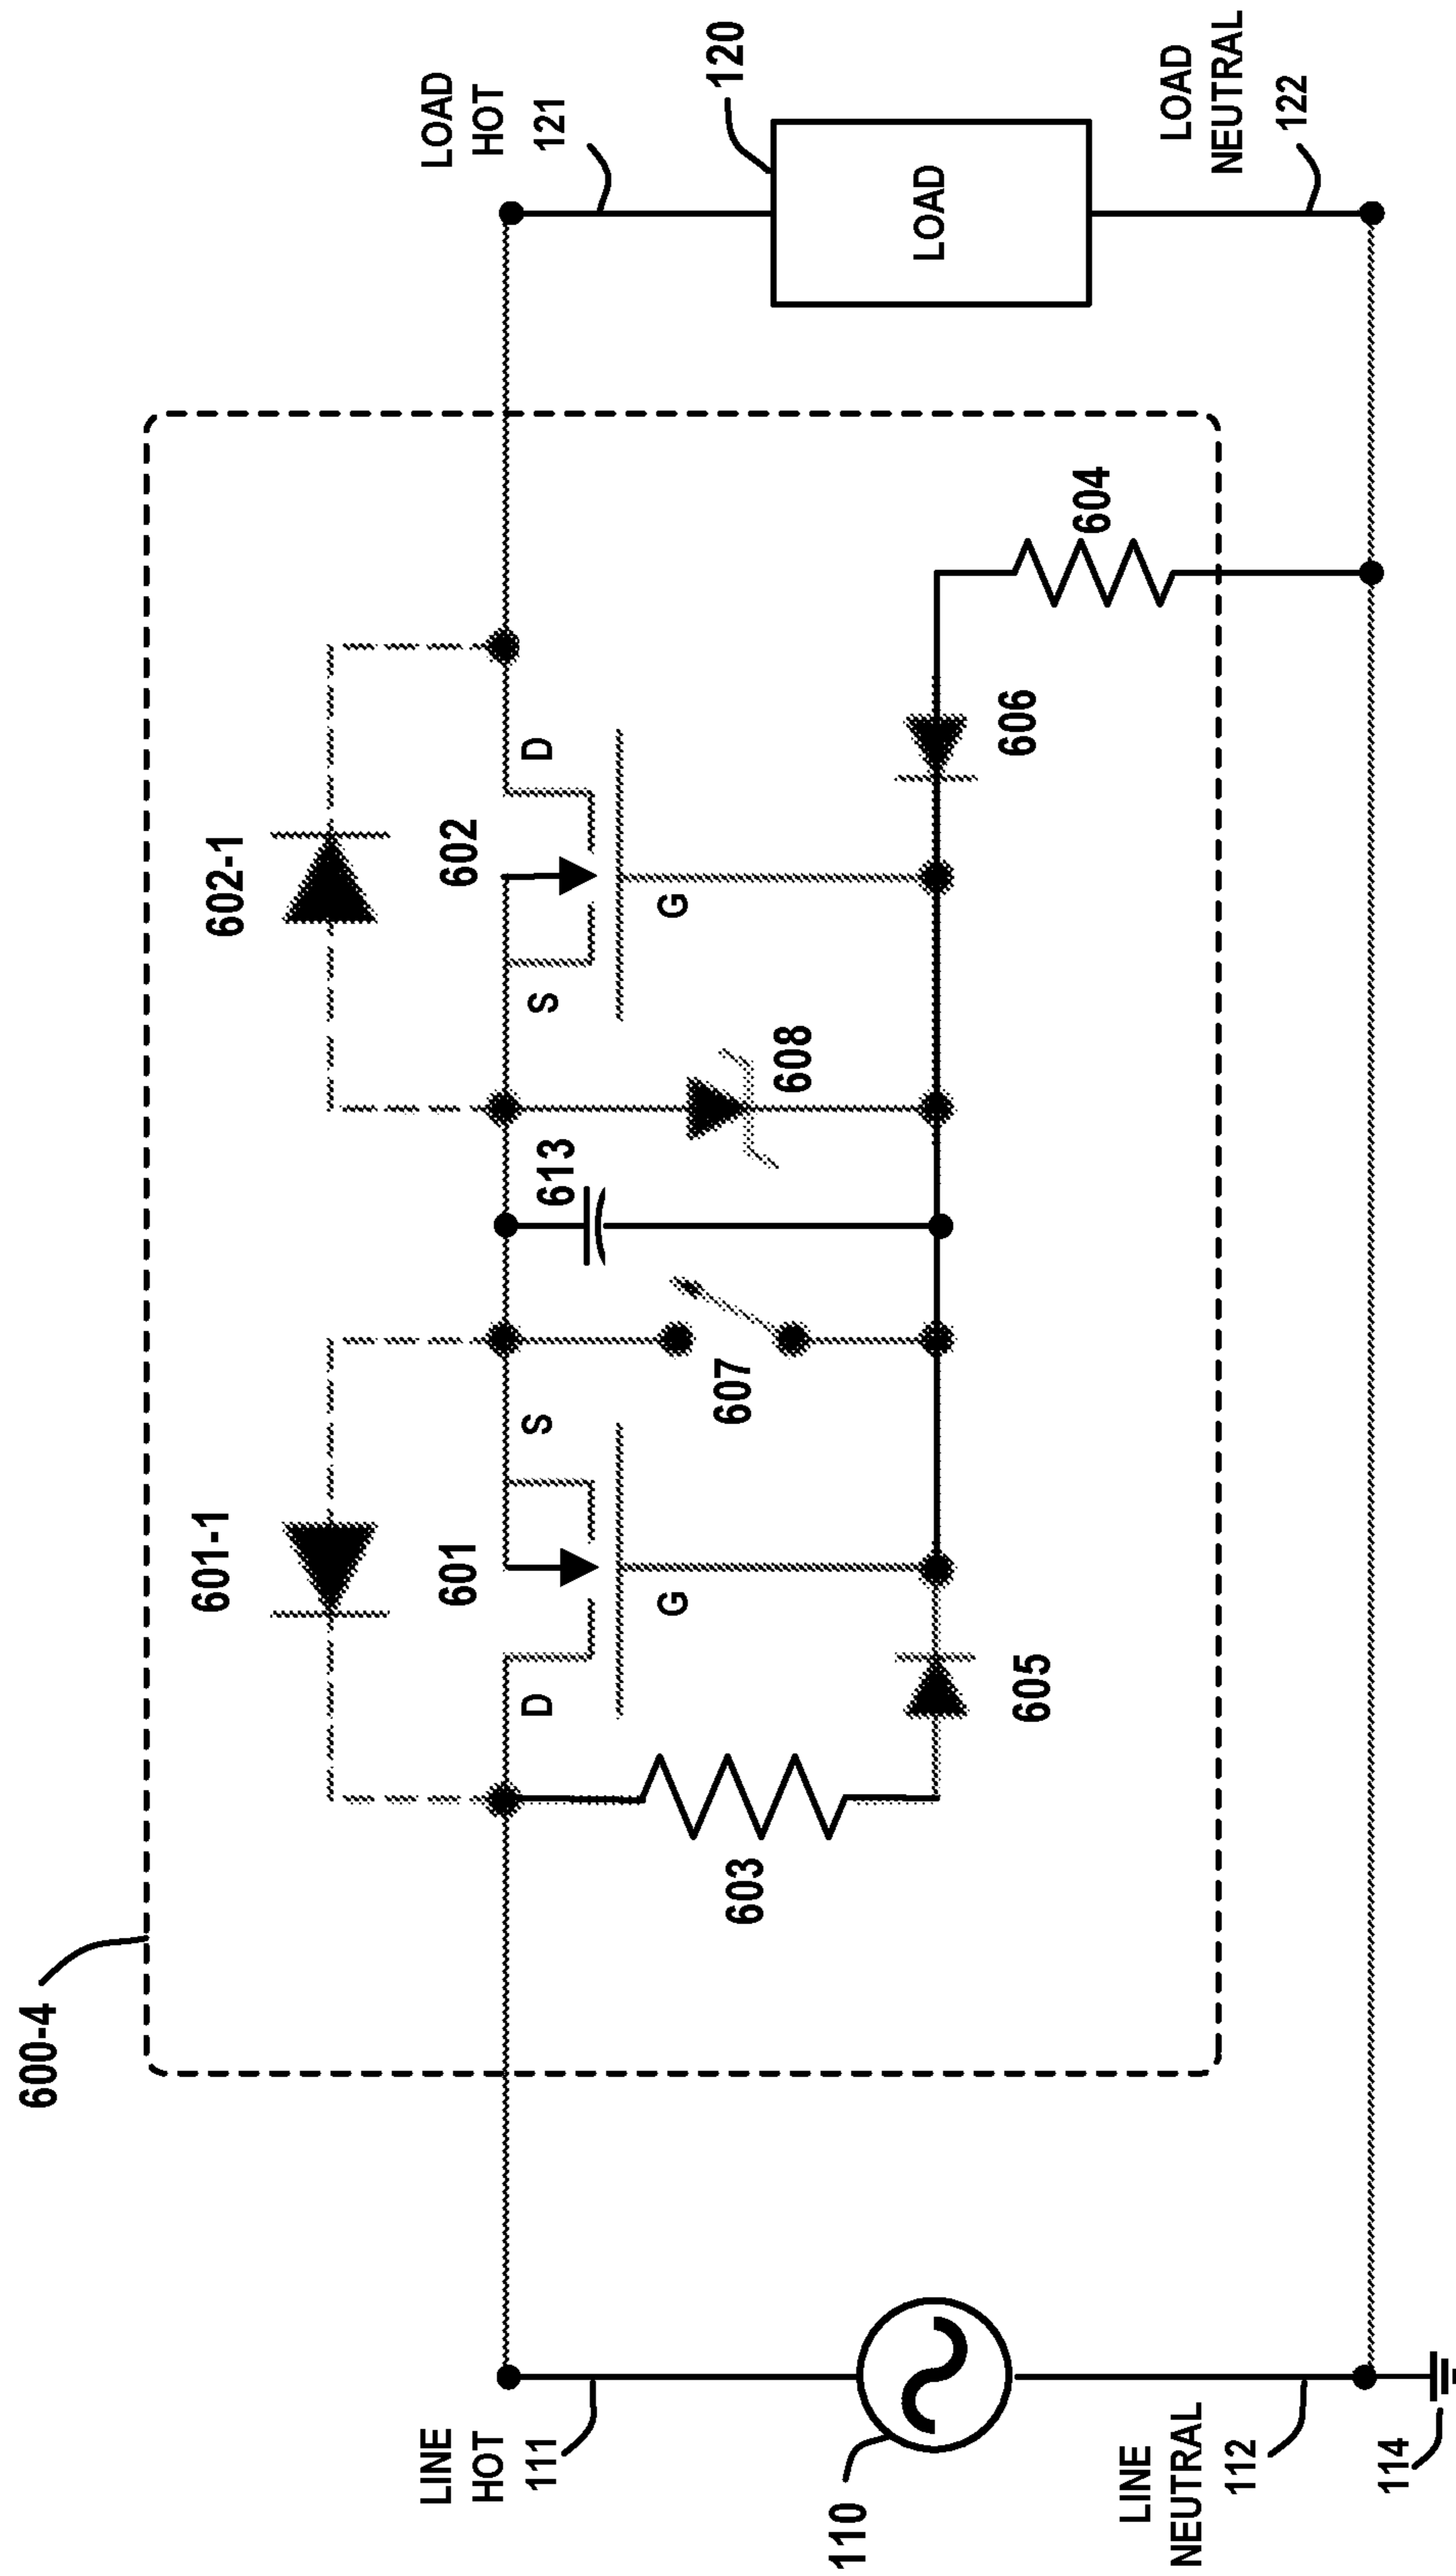 600-4
601-1
602-1
LINE
HOT
111
LOAD
HOT
121
601
602
D
S
S
D
613
G
G
120
603
607
608
LOAD
110
605
606
604
LINE
NEUTRAL
112
LOAD
NEUTRAL
122
114